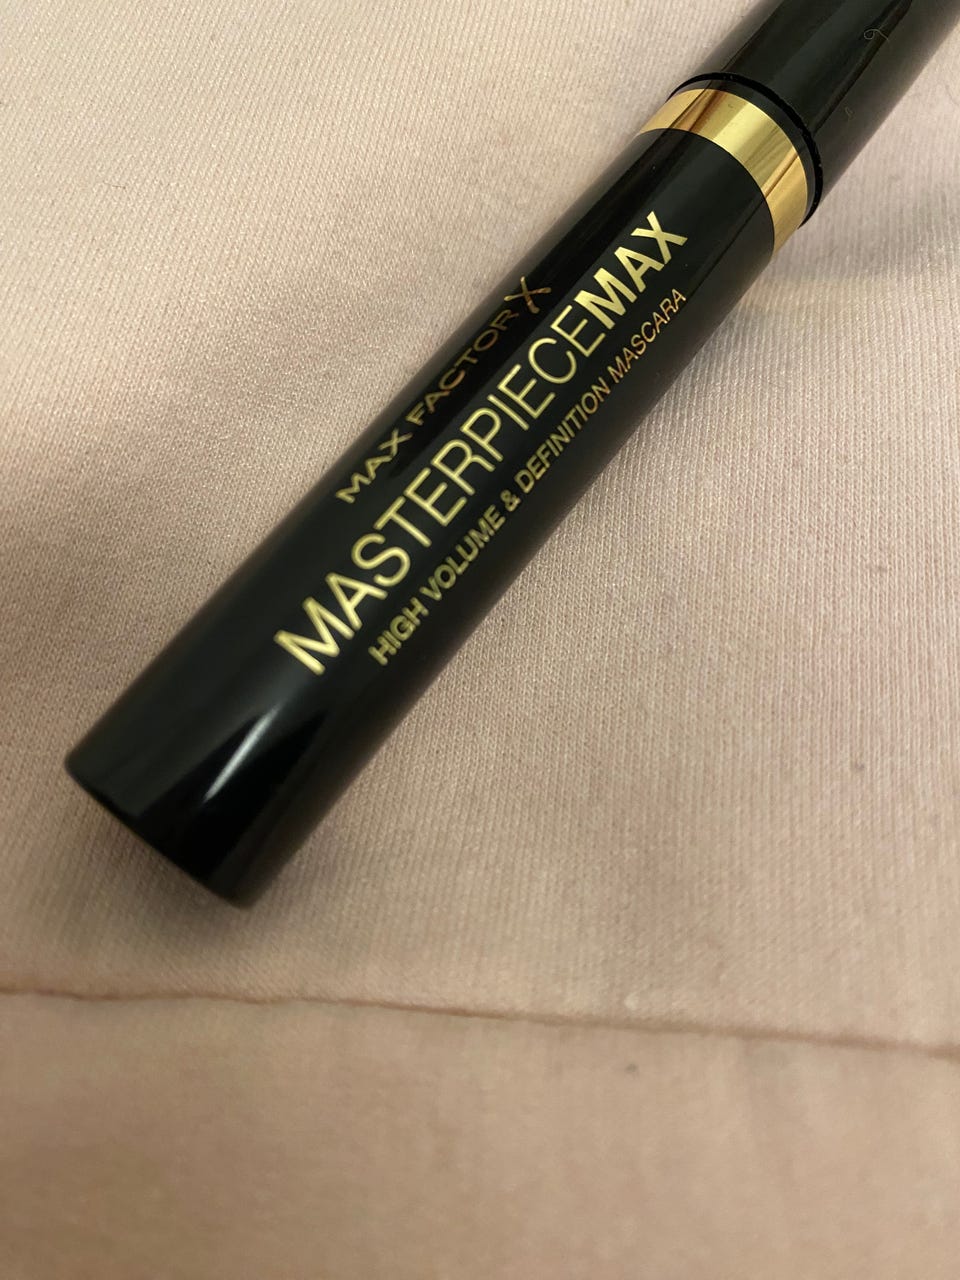 MAX FACTOR X
MASTERPIECEMAX
HIGH VOLUME & DEFINITION MASCARA